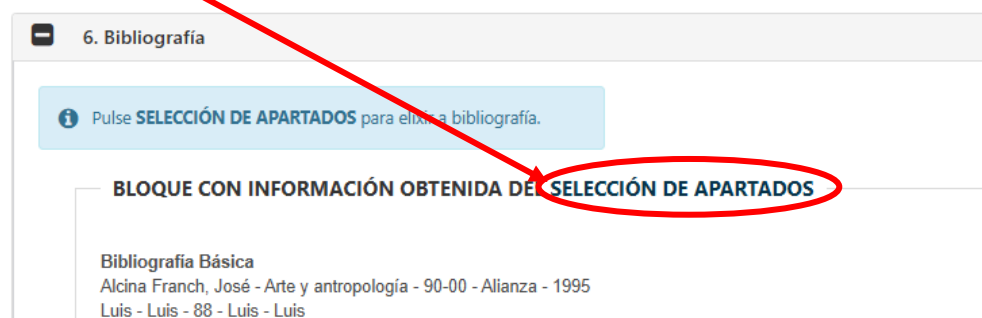 6. Bibliografía
Pulse SELECCIÓN DE APARTADOS para elixir a bibliografía.
BLOQUE CON INFORMACIÓN OBTENIDA DEL SELECCIÓN DE APARTADOS
Bibliografía Básica
Alcina Franch, José - Arte y antropología - 90-00 - Alianza - 1995
Luis - Luis - 88 - Luis - Luis